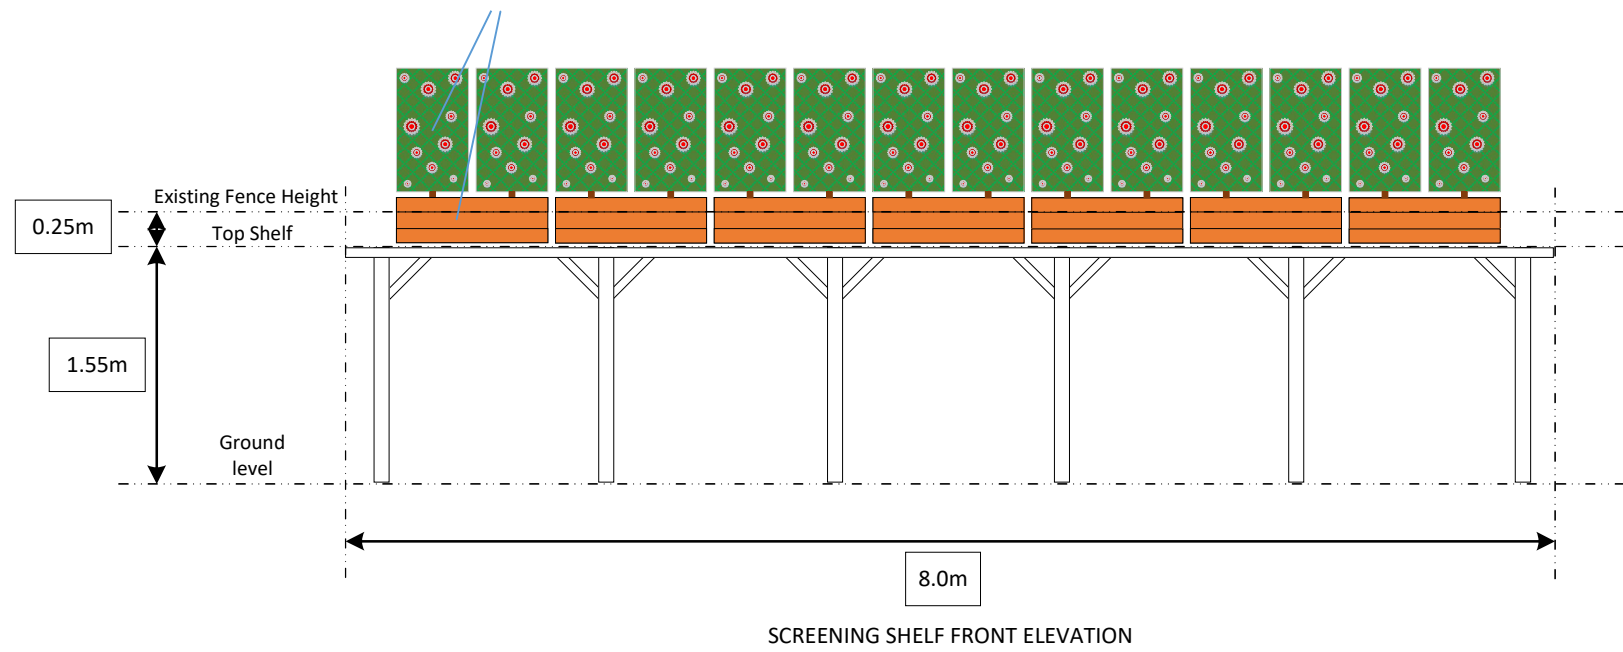 Existing Fence Height
0.25m
Top Shelf
1.55m
Ground
level
8.0m
SCREENING SHELF FRONT ELEVATION